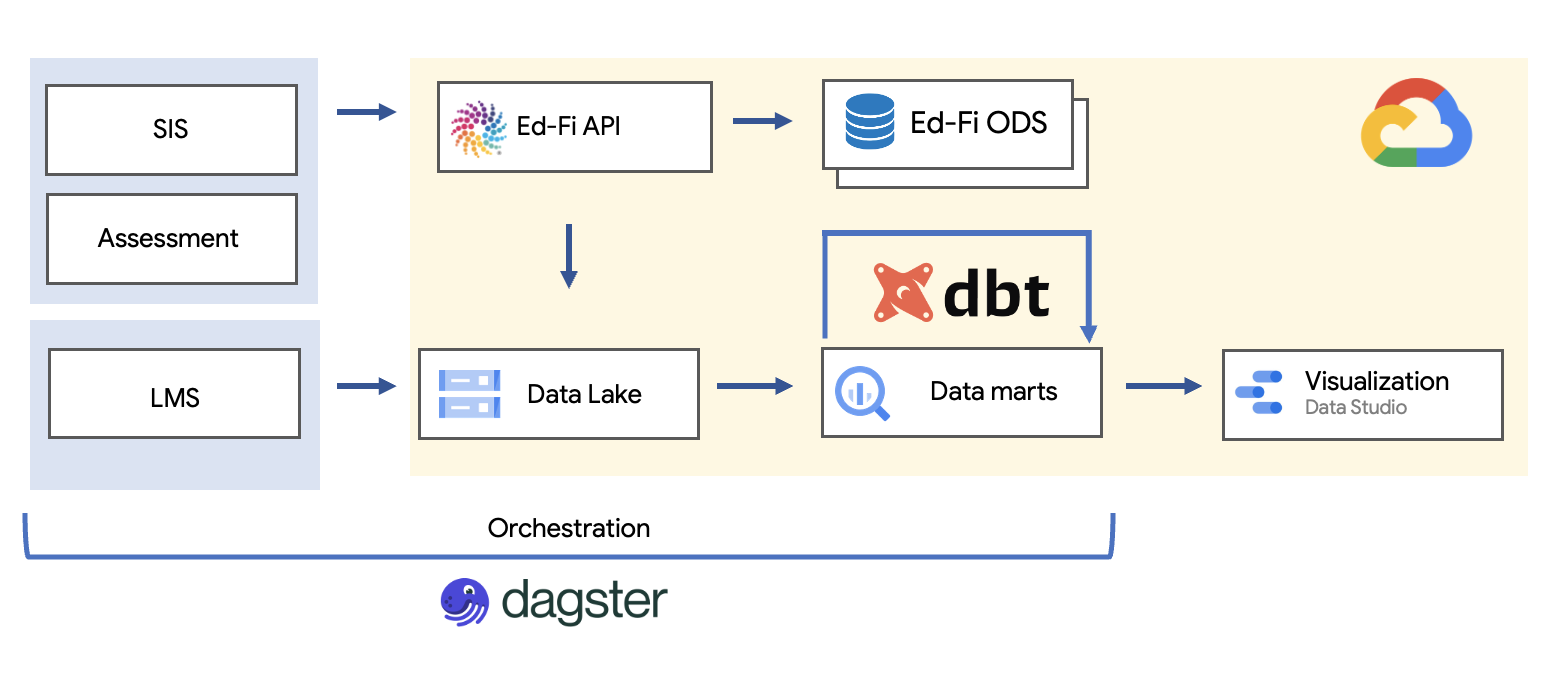 SIS
Ed-Fi API
Ed-Fi ODS
Assessment
dbt
LMS
Data Lake
Data marts
Visualization
Data Studio
Orchestration
dagster